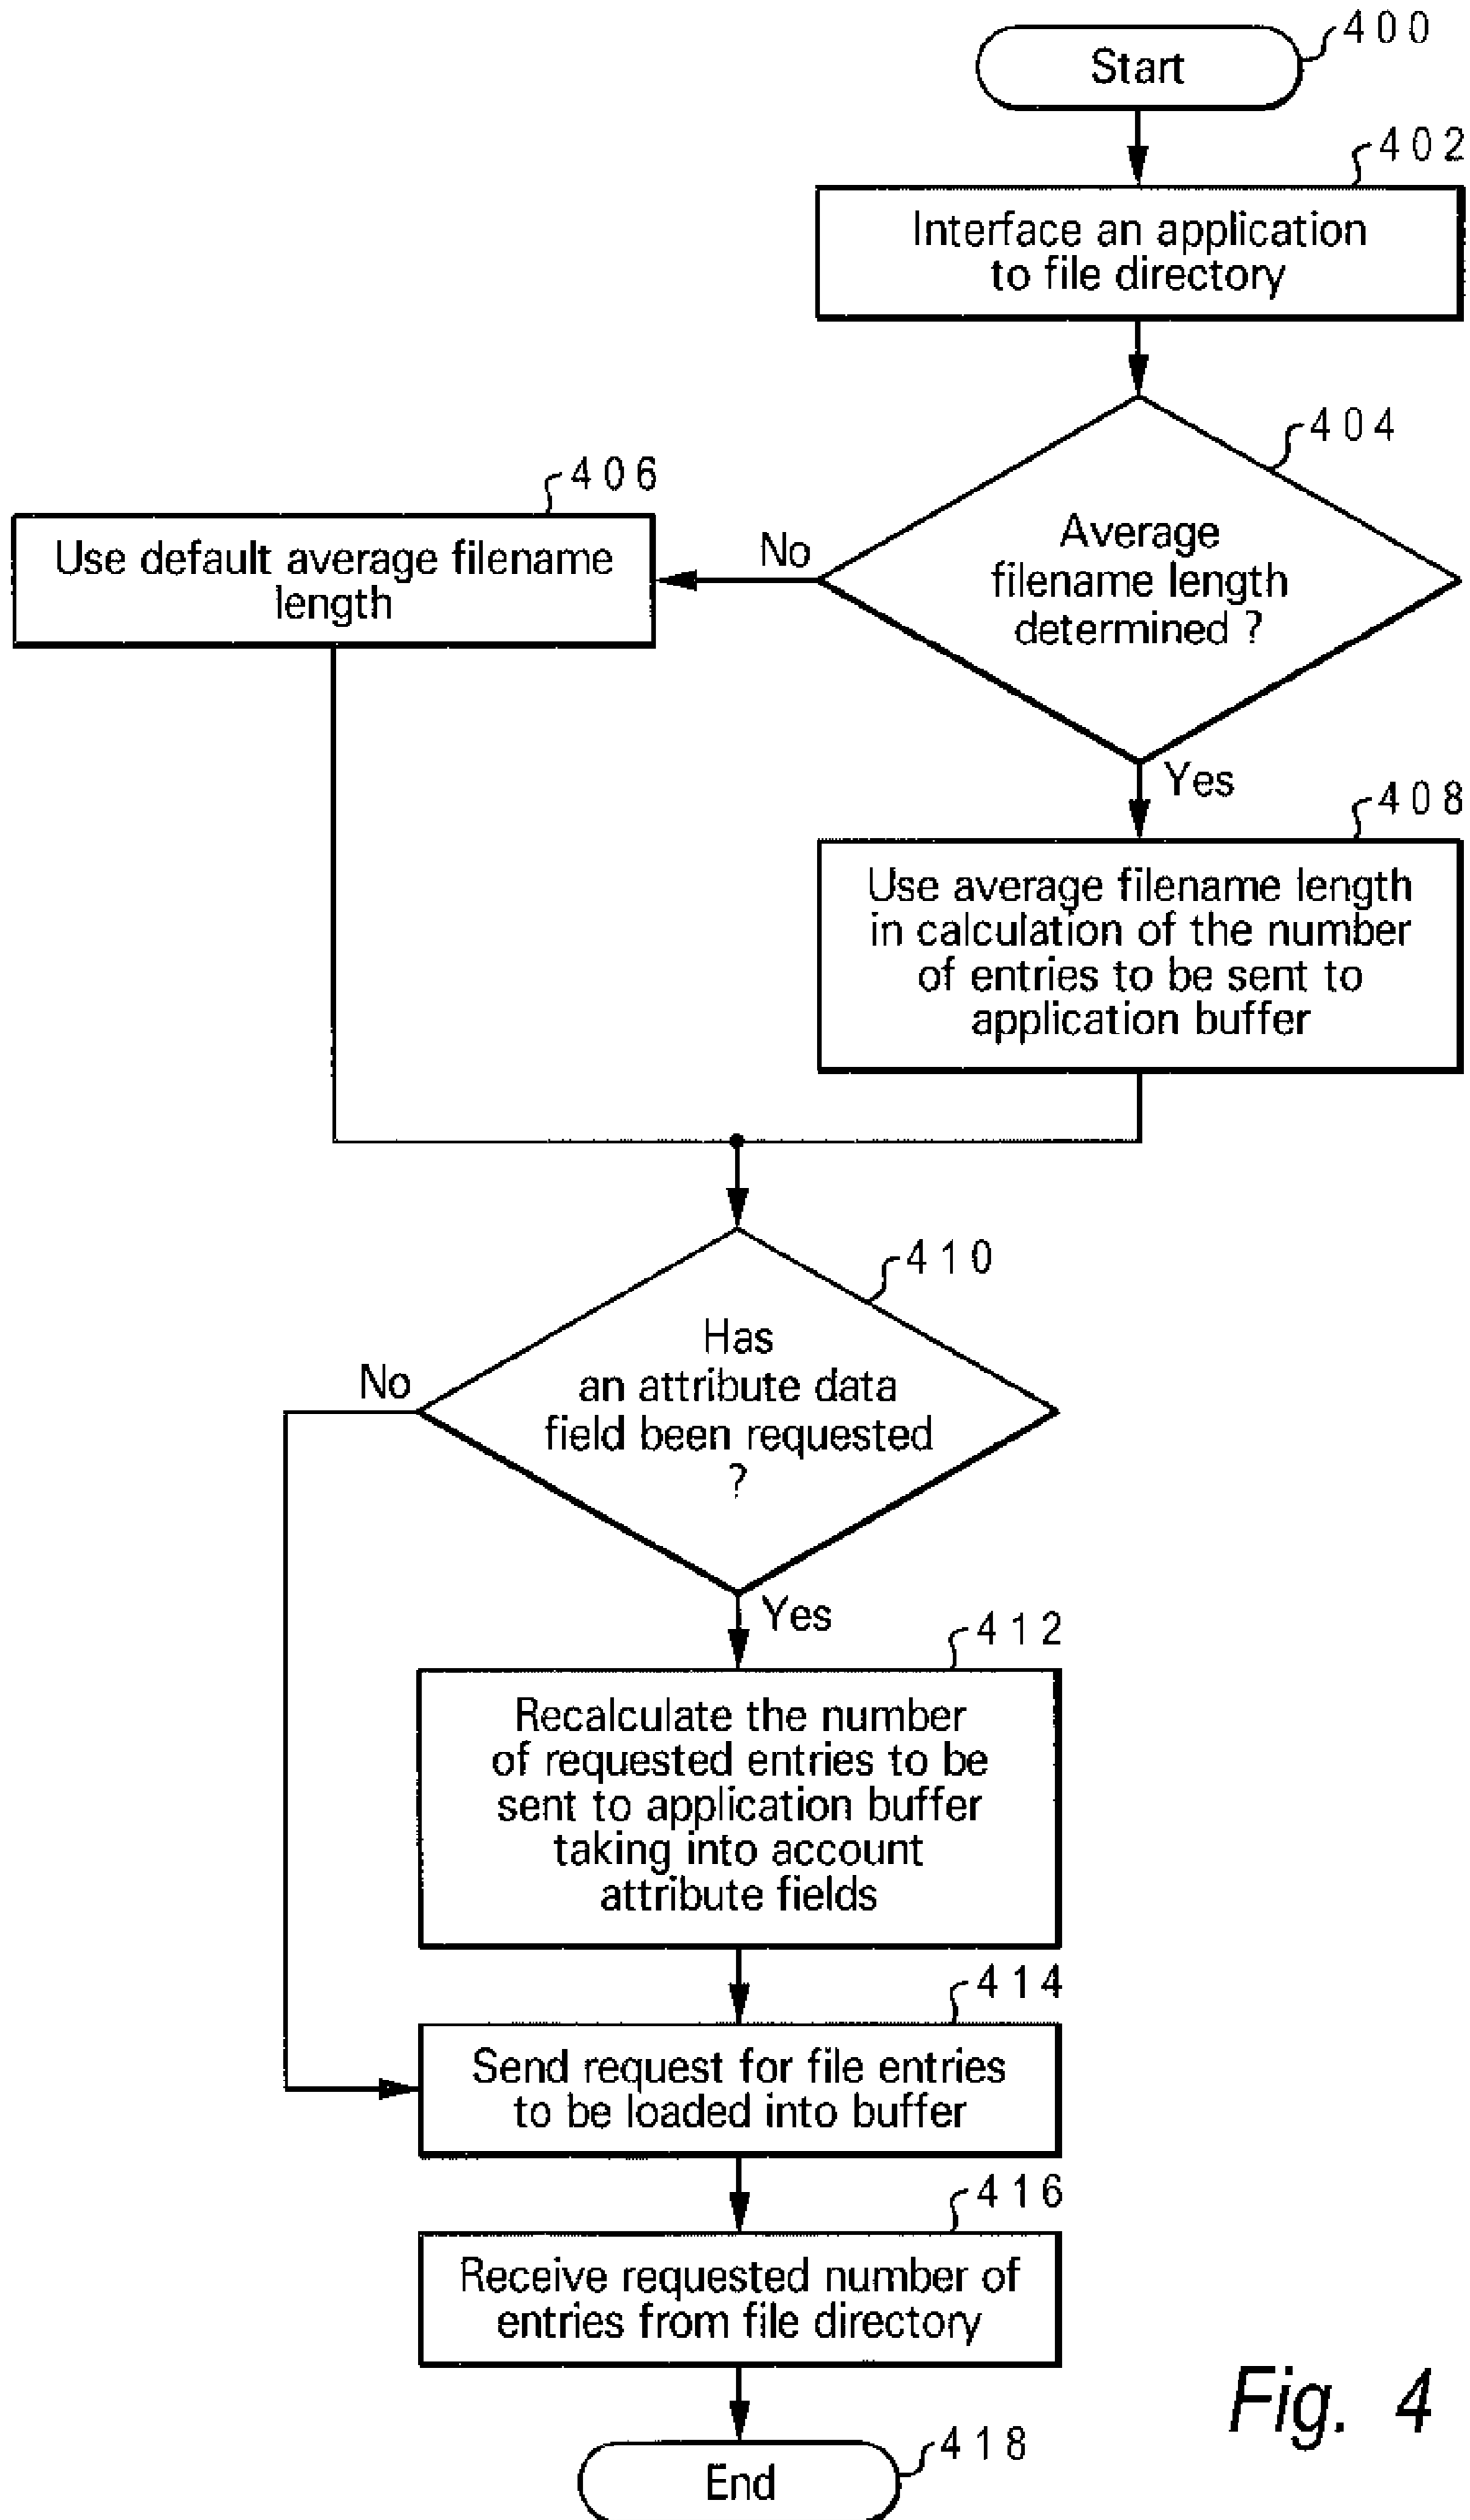 400
Start
402
Interface an application
to file directory
404
Average
filename length
determined ?
406
Use default average filename
length
No
Yes
408
Use average filename length
in calculation of the number
of entries to be sent to
application buffer
410
Has
an attribute data
field been requested
?
No
Yes
412
Recalculate the number
of requested entries to be
sent to application buffer
taking into account
attribute fields
414
Send request for file entries
to be loaded into buffer
416
Receive requested number of
entries from file directory
418
End
Fig. 4